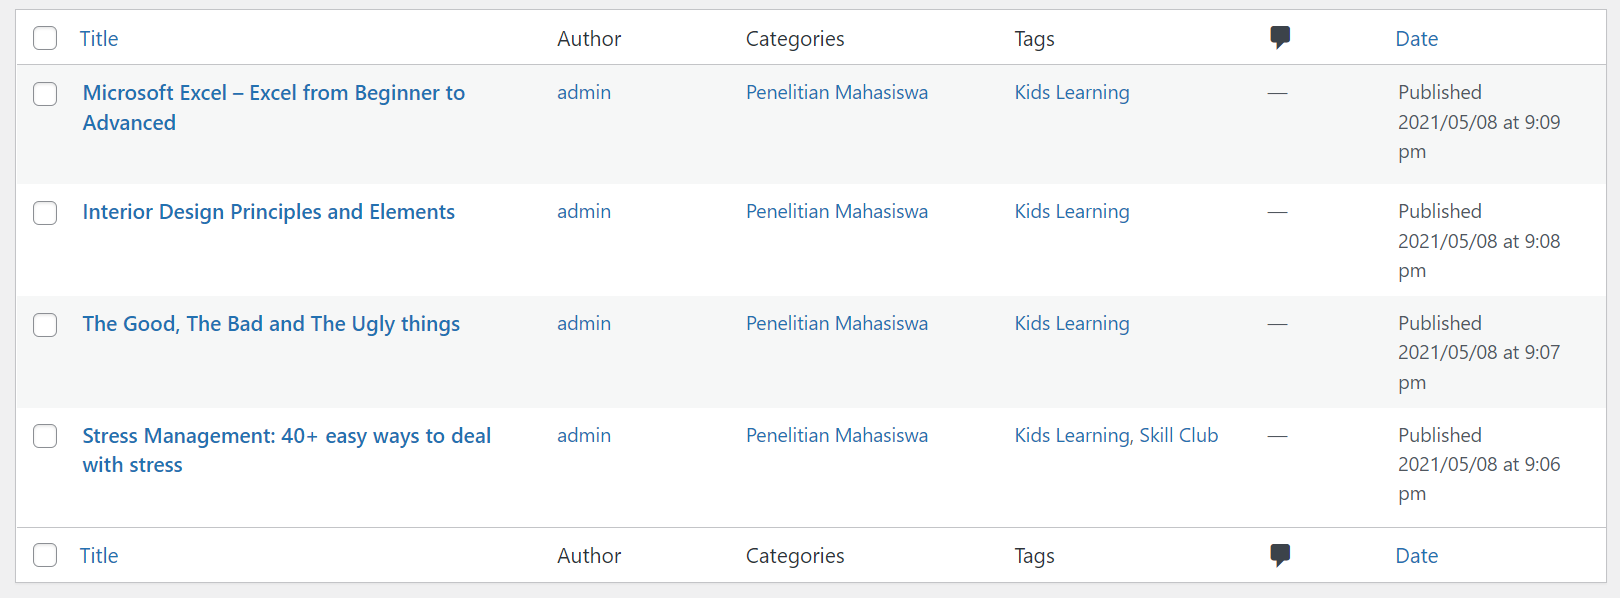 Title Author Categories Tags Date
Microsoft Excel – Excel from Beginner to admin Penelitian Mahasiswa Kids Learning — Published
Advanced 2021/05/08 at 9:09
pm
Interior Design Principles and Elements admin Penelitian Mahasiswa Kids Learning — Published
2021/05/08 at 9:08
pm
The Good, The Bad and The Ugly things admin Penelitian Mahasiswa Kids Learning — Published
2021/05/08 at 9:07
pm
Stress Management: 40+ easy ways to deal admin Penelitian Mahasiswa Kids Learning, Skill Club — Published
with stress 2021/05/08 at 9:06
pm
Title Author Categories Tags Date